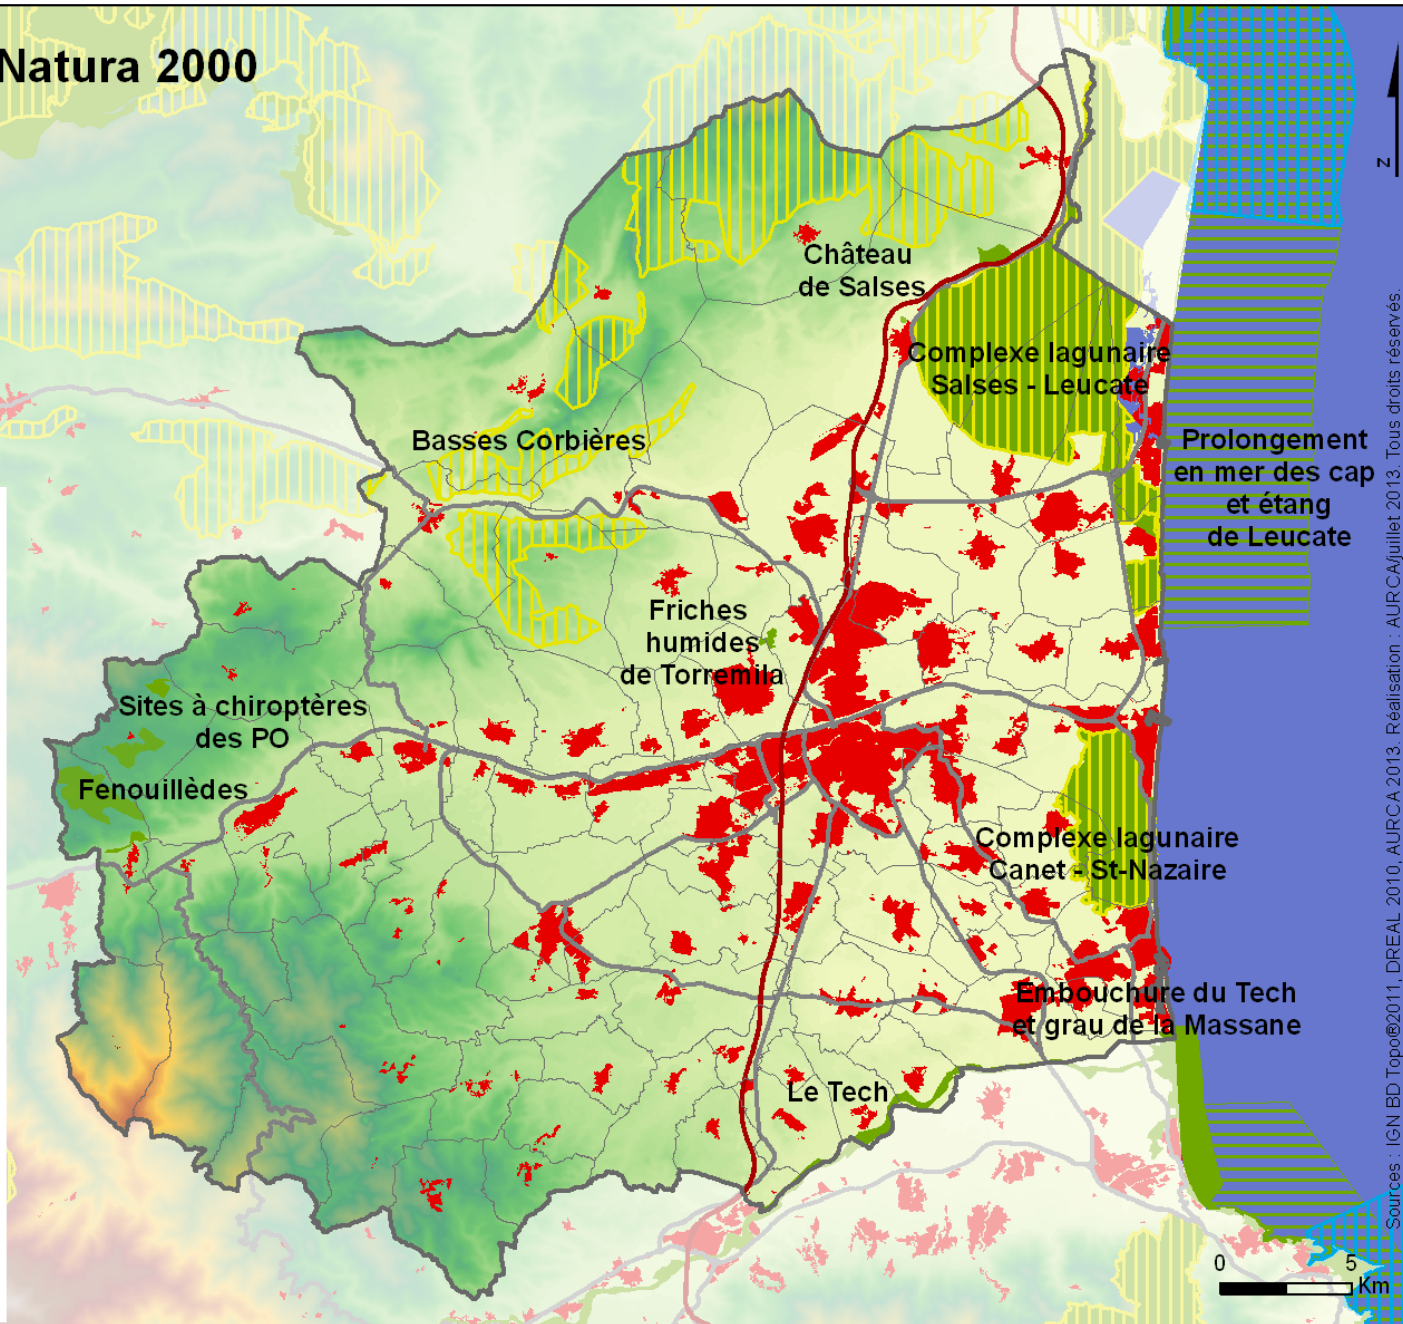 Natura 2000
Z
Château
de Salses
Complexe lagunaire
Salses - Leucate
Basses Corbières
Prolongement
en mer des cap
et étang
de Leucate
Friches
humides
de Torremila
Sites à chiroptères
des PO
Fenouillèdes
Complexe lagunaire
Canet - St-Nazaire
Embouchure du Tech
et grau de la Massane
Le Tech
0 5
Km
Sources : IGN BD Topo®2011, DREAL 2010, AURCA 2013. Réalisation : AURCA/juillet 2013. Tous droits réservés.